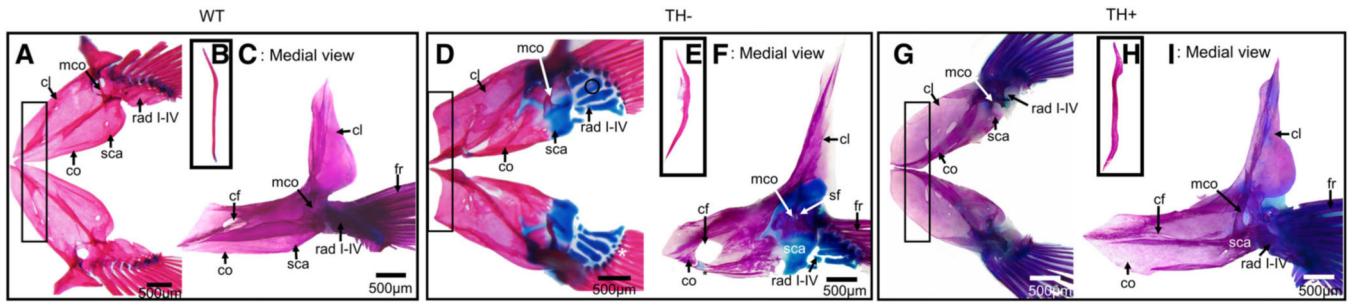 WT
TH-
TH+
A
mco
cl
rad I-IV
sca
co
500μm
B
C : Medial view
cl
fr
mco
cf
rad I-IV
sca
co
500μm
D
mco
cl
rad I-IV
sca
co
*
500μm
E
F : Medial view
cl
mco
sf
cf
fr
sca
rad I-IV
co
500μm
G
mco
cl
rad I-IV
sca
co
500μm
H
I : Medial view
cl
mco
fr
cf
sca
rad I-IV
co
500μm